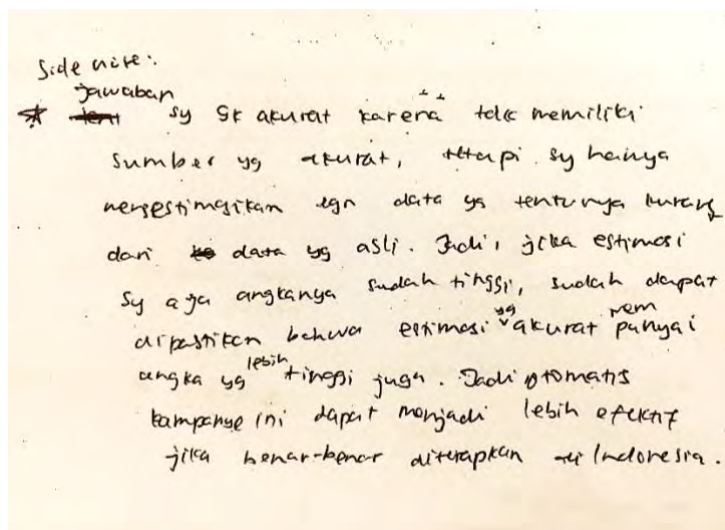 Side note:
jawaban
sy gk akurat karena tdk memiliki
sumber yg akurat, tetapi sy hanya
mengestimasikan dgn data yg tentunya kurang
dari data yg asli. Jadi, jika estimasi
sy aja angkanya sudah tinggi, sudah dapat
dipastikan bahwa estimasi yg akurat mempunyai
angka yg lebih tinggi juga. Jadi otomatis
kampanye ini dapat menjadi lebih efektif
jika benar-benar diterapkan di Indonesia.